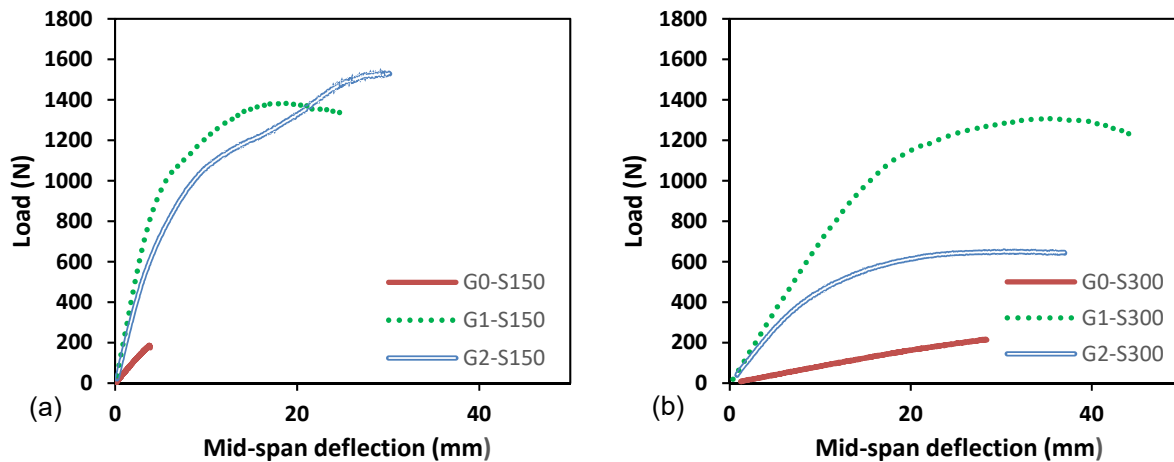 1800
1600
1400
1200
1000
800
600
400
200
0
Load (N)
G0-S150
G1-S150
G2-S150
0 20 40
(a)
Mid-span deflection (mm)
1800
1600
1400
1200
1000
800
600
400
200
0
Load (N)
G0-S300
G1-S300
G2-S300
0 20 40
(b)
Mid-span deflection (mm)